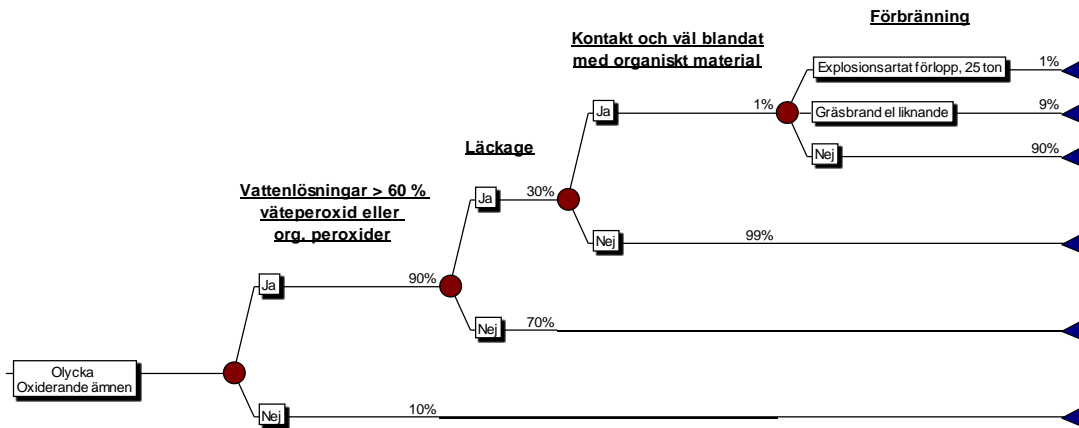 Förbränning
Kontakt och väl blandat
med organiskt material
Explosionsartat förlopp, 25 ton
1%
Ja
1%
Gräsbrand el liknande
9%
Läckage
Nej
90%
Vattenlösningar > 60 %
väteperoxid eller
org. peroxider
Ja
30%
Nej
99%
Ja
90%
Nej
70%
Olycka
Oxiderande ämnen
Nej
10%